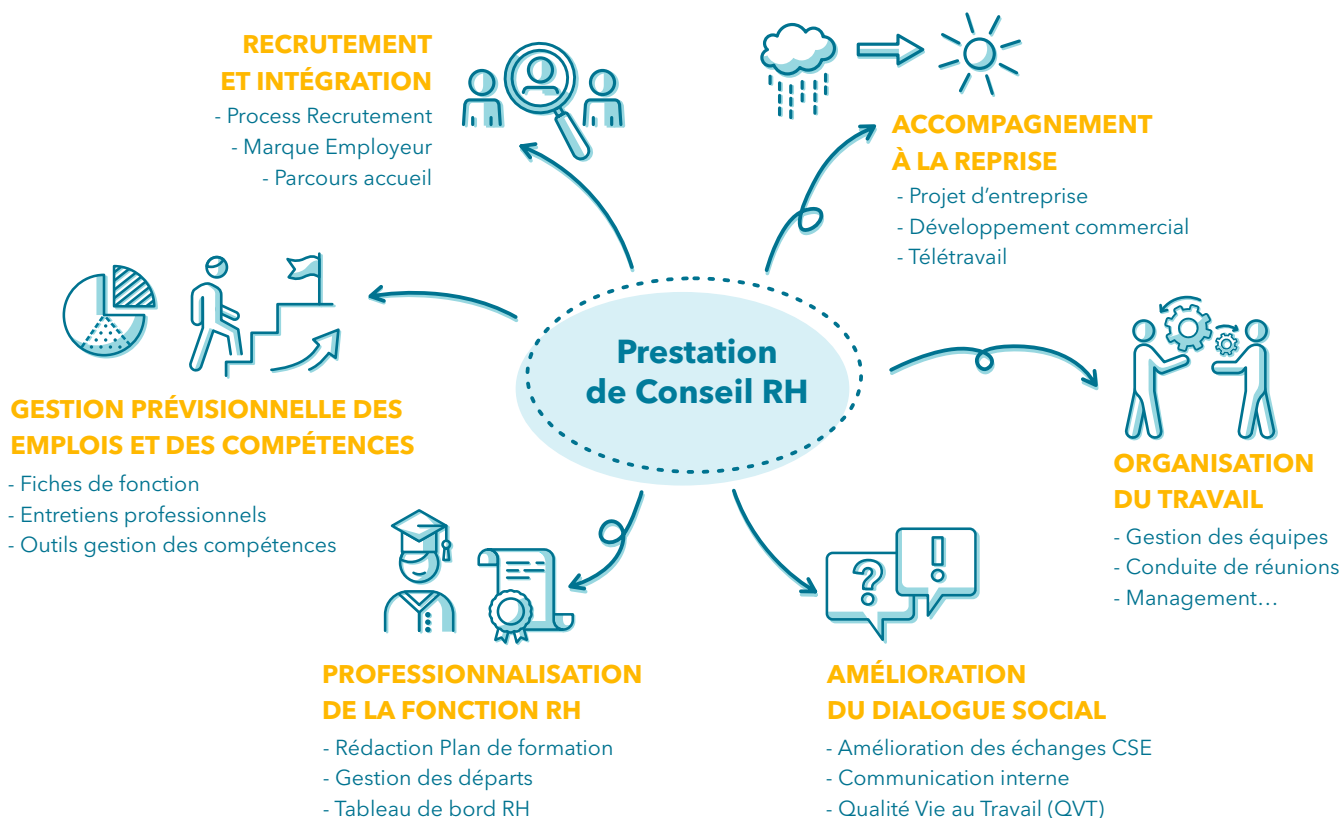 RECRUTEMENT
ET INTÉGRATION
- Process Recrutement
- Marque Employeur
- Parcours accueil
ACCOMPAGNEMENT
À LA REPRISE
- Projet d’entreprise
- Développement commercial
- Télétravail
Prestation
de Conseil RH
GESTION PRÉVISIONNELLE DES
EMPLOIS ET DES COMPÉTENCES
- Fiches de fonction
- Entretiens professionnels
- Outils gestion des compétences
ORGANISATION
DU TRAVAIL
- Gestion des équipes
- Conduite de réunions
- Management…
?
!
PROFESSIONNALISATION
DE LA FONCTION RH
- Rédaction Plan de formation
- Gestion des départs
- Tableau de bord RH
AMÉLIORATION
DU DIALOGUE SOCIAL
- Amélioration des échanges CSE
- Communication interne
- Qualité Vie au Travail (QVT)